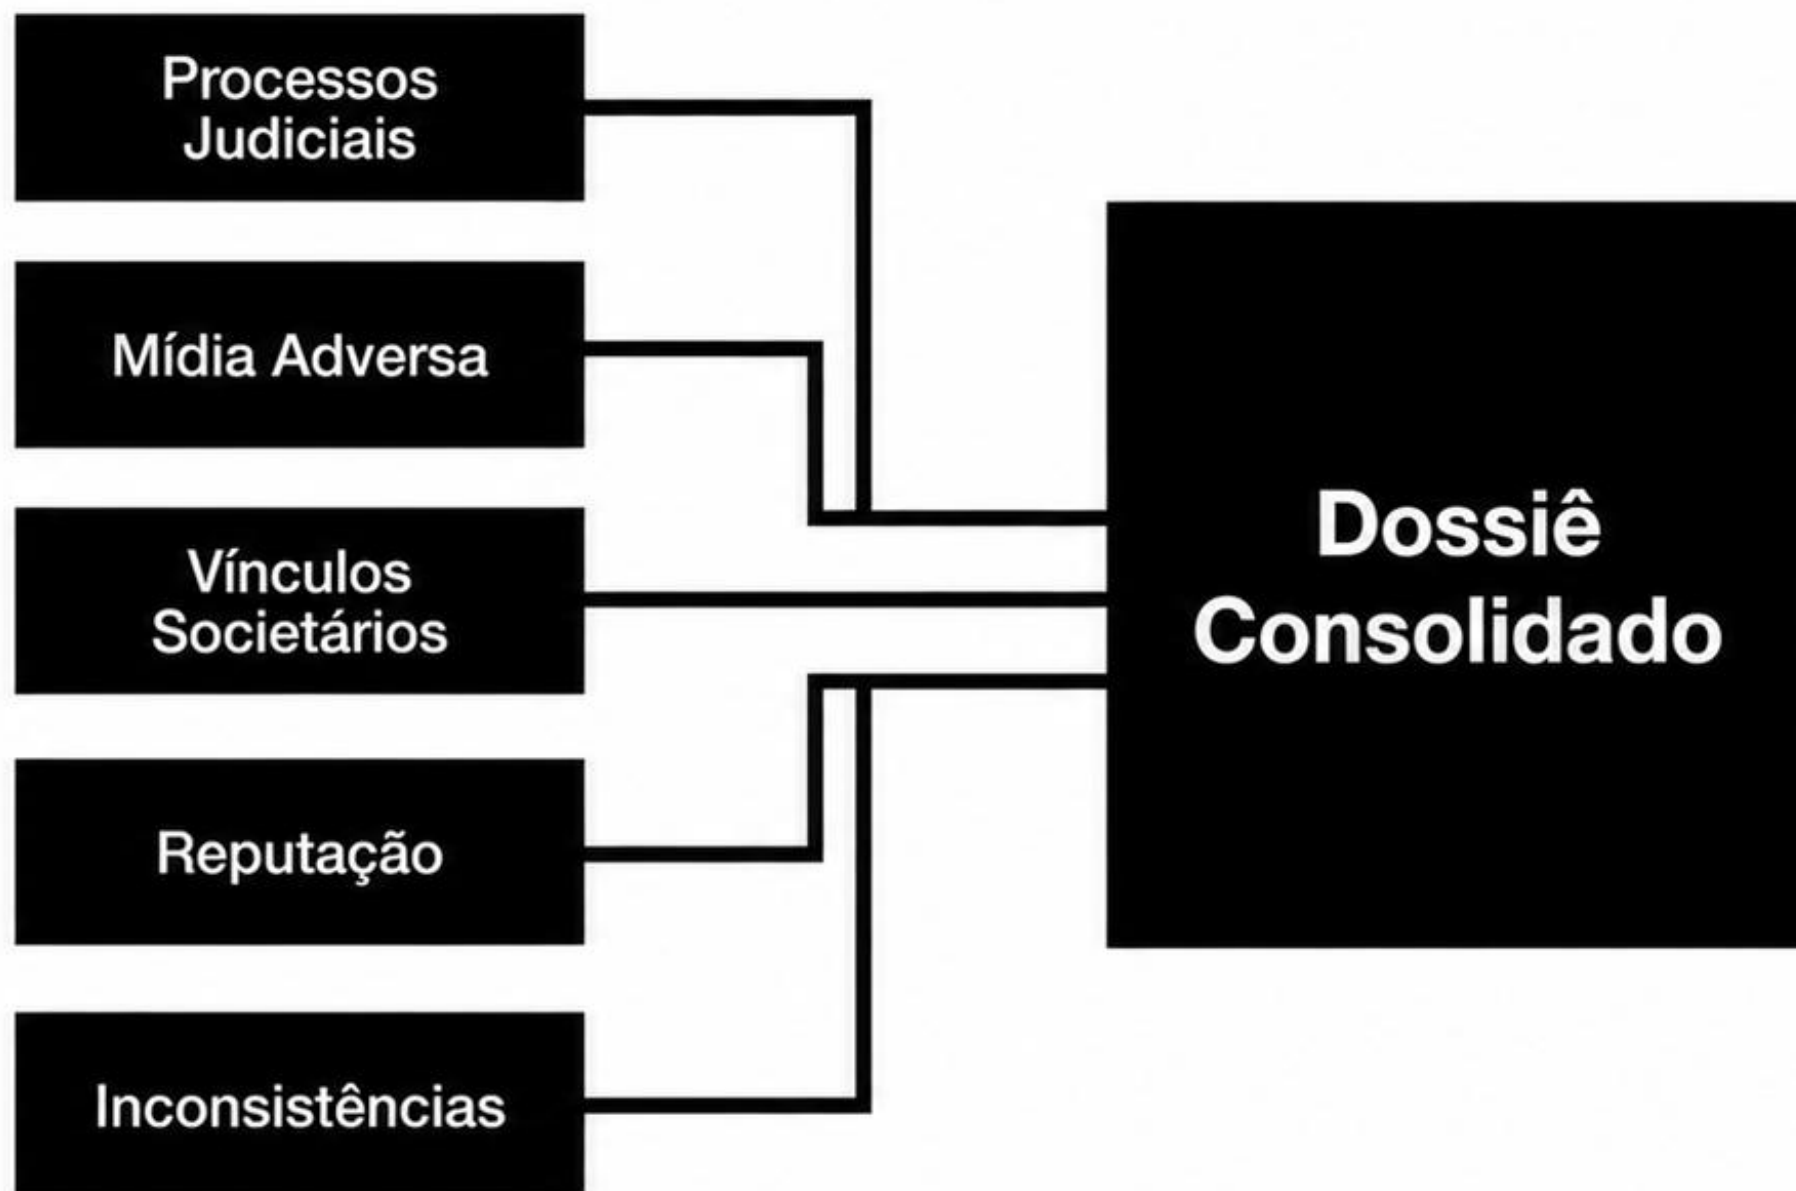 Processos
Judiciais
Mídia Adversa
Vínculos
Societários
Reputação
Inconsistências
Dossiê
Consolidado